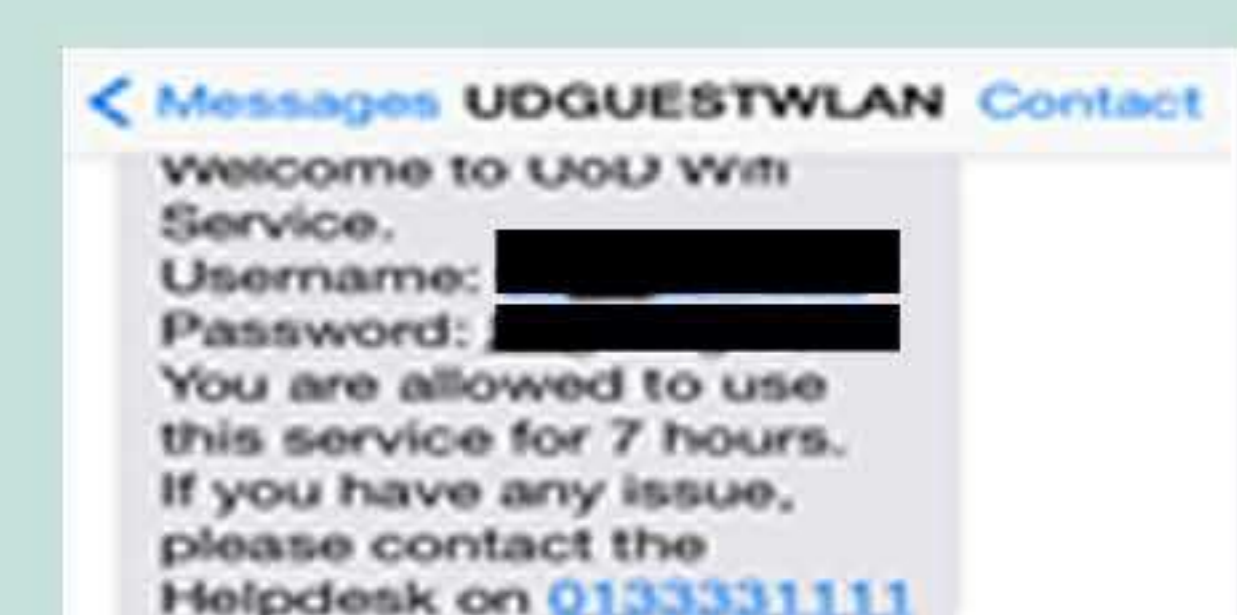 < Messages UDGUESTWLAN Contact
Welcome to UoD Wifi
Service.
Username:
Password:
You are allowed to use
this service for 7 hours.
If you have any issue,
please contact the
Helpdesk on 0133331111